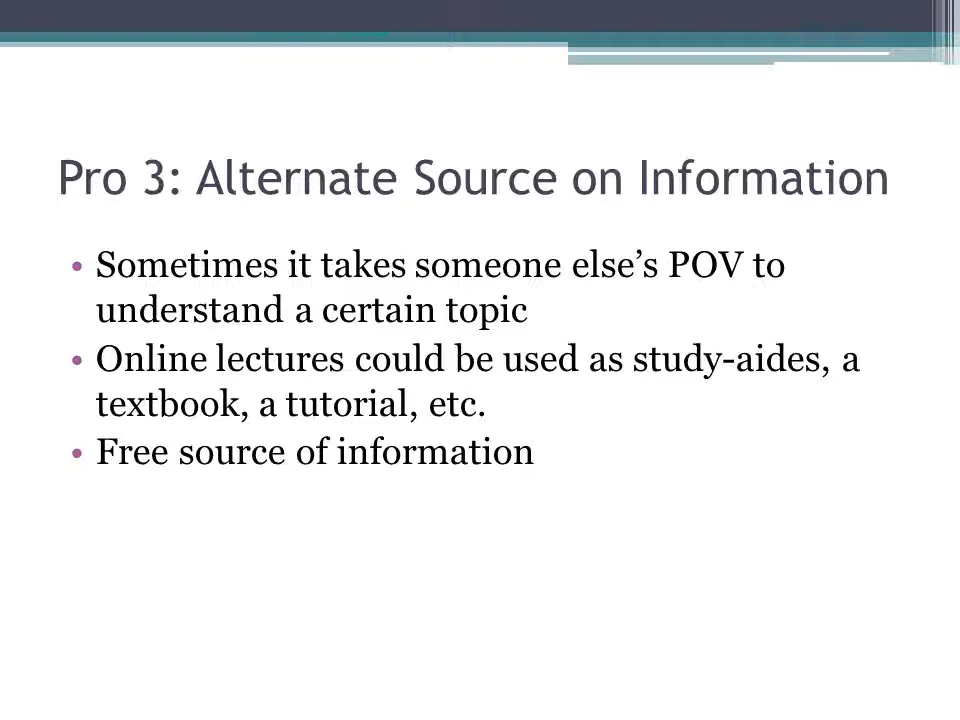 Pro 3: Alternate Source on Information
• Sometimes it takes someone else’s POV to
understand a certain topic
• Online lectures could be used as study-aides, a
textbook, a tutorial, etc.
• Free source of information